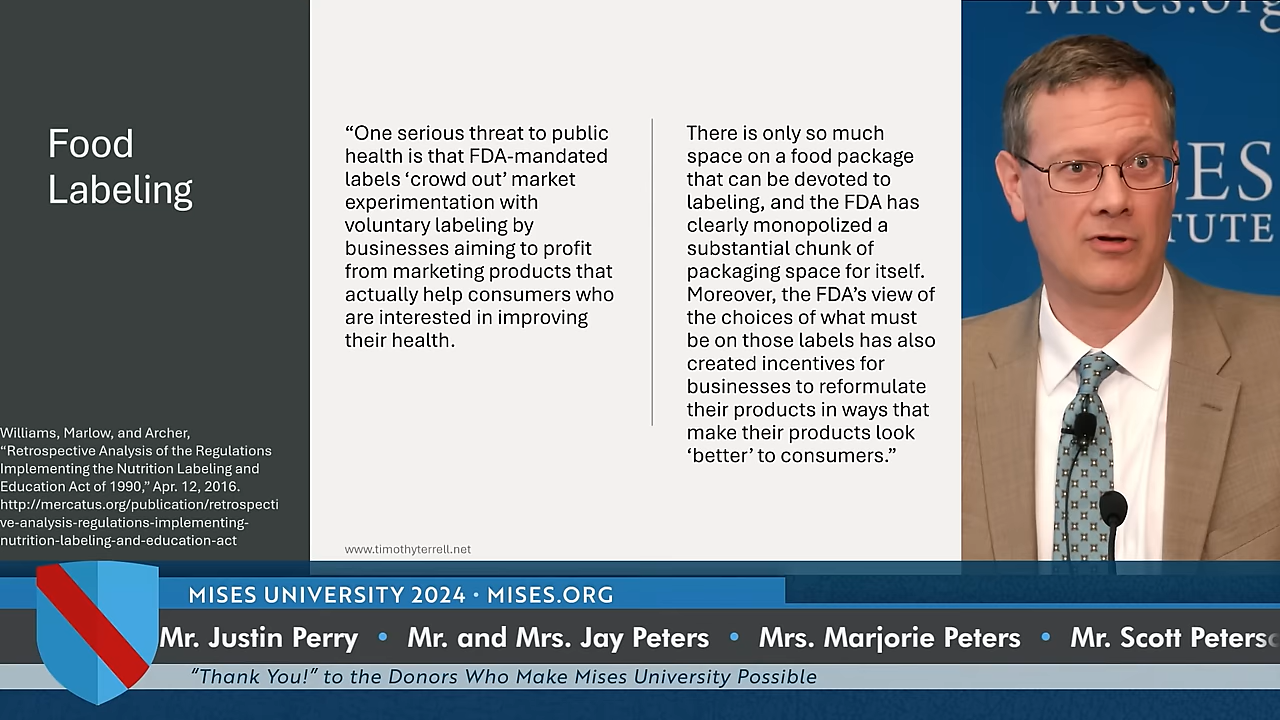 Food
Labeling
Williams, Marlow, and Archer,
“Retrospective Analysis of the Regulations
Implementing the Nutrition Labeling and
Education Act of 1990,” Apr. 12, 2016.
http://mercatus.org/publication/retrospecti
ve-analysis-regulations-implementing-
nutrition-labeling-and-education-act
“One serious threat to public
health is that FDA-mandated
labels ‘crowd out’ market
experimentation with
voluntary labeling by
businesses aiming to profit
from marketing products that
actually help consumers who
are interested in improving
their health.
There is only so much
space on a food package
that can be devoted to
labeling, and the FDA has
clearly monopolized a
substantial chunk of
packaging space for itself.
Moreover, the FDA’s view of
the choices of what must
be on those labels has also
created incentives for
businesses to reformulate
their products in ways that
make their products look
‘better’ to consumers.”
www.timothyterrell.net
Mises.org
SES
TUTE
MISES UNIVERSITY 2024 • MISES.ORG
Mr. Justin Perry • Mr. and Mrs. Jay Peters • Mrs. Marjorie Peters • Mr. Scott Peters
“Thank You!” to the Donors Who Make Mises University Possible